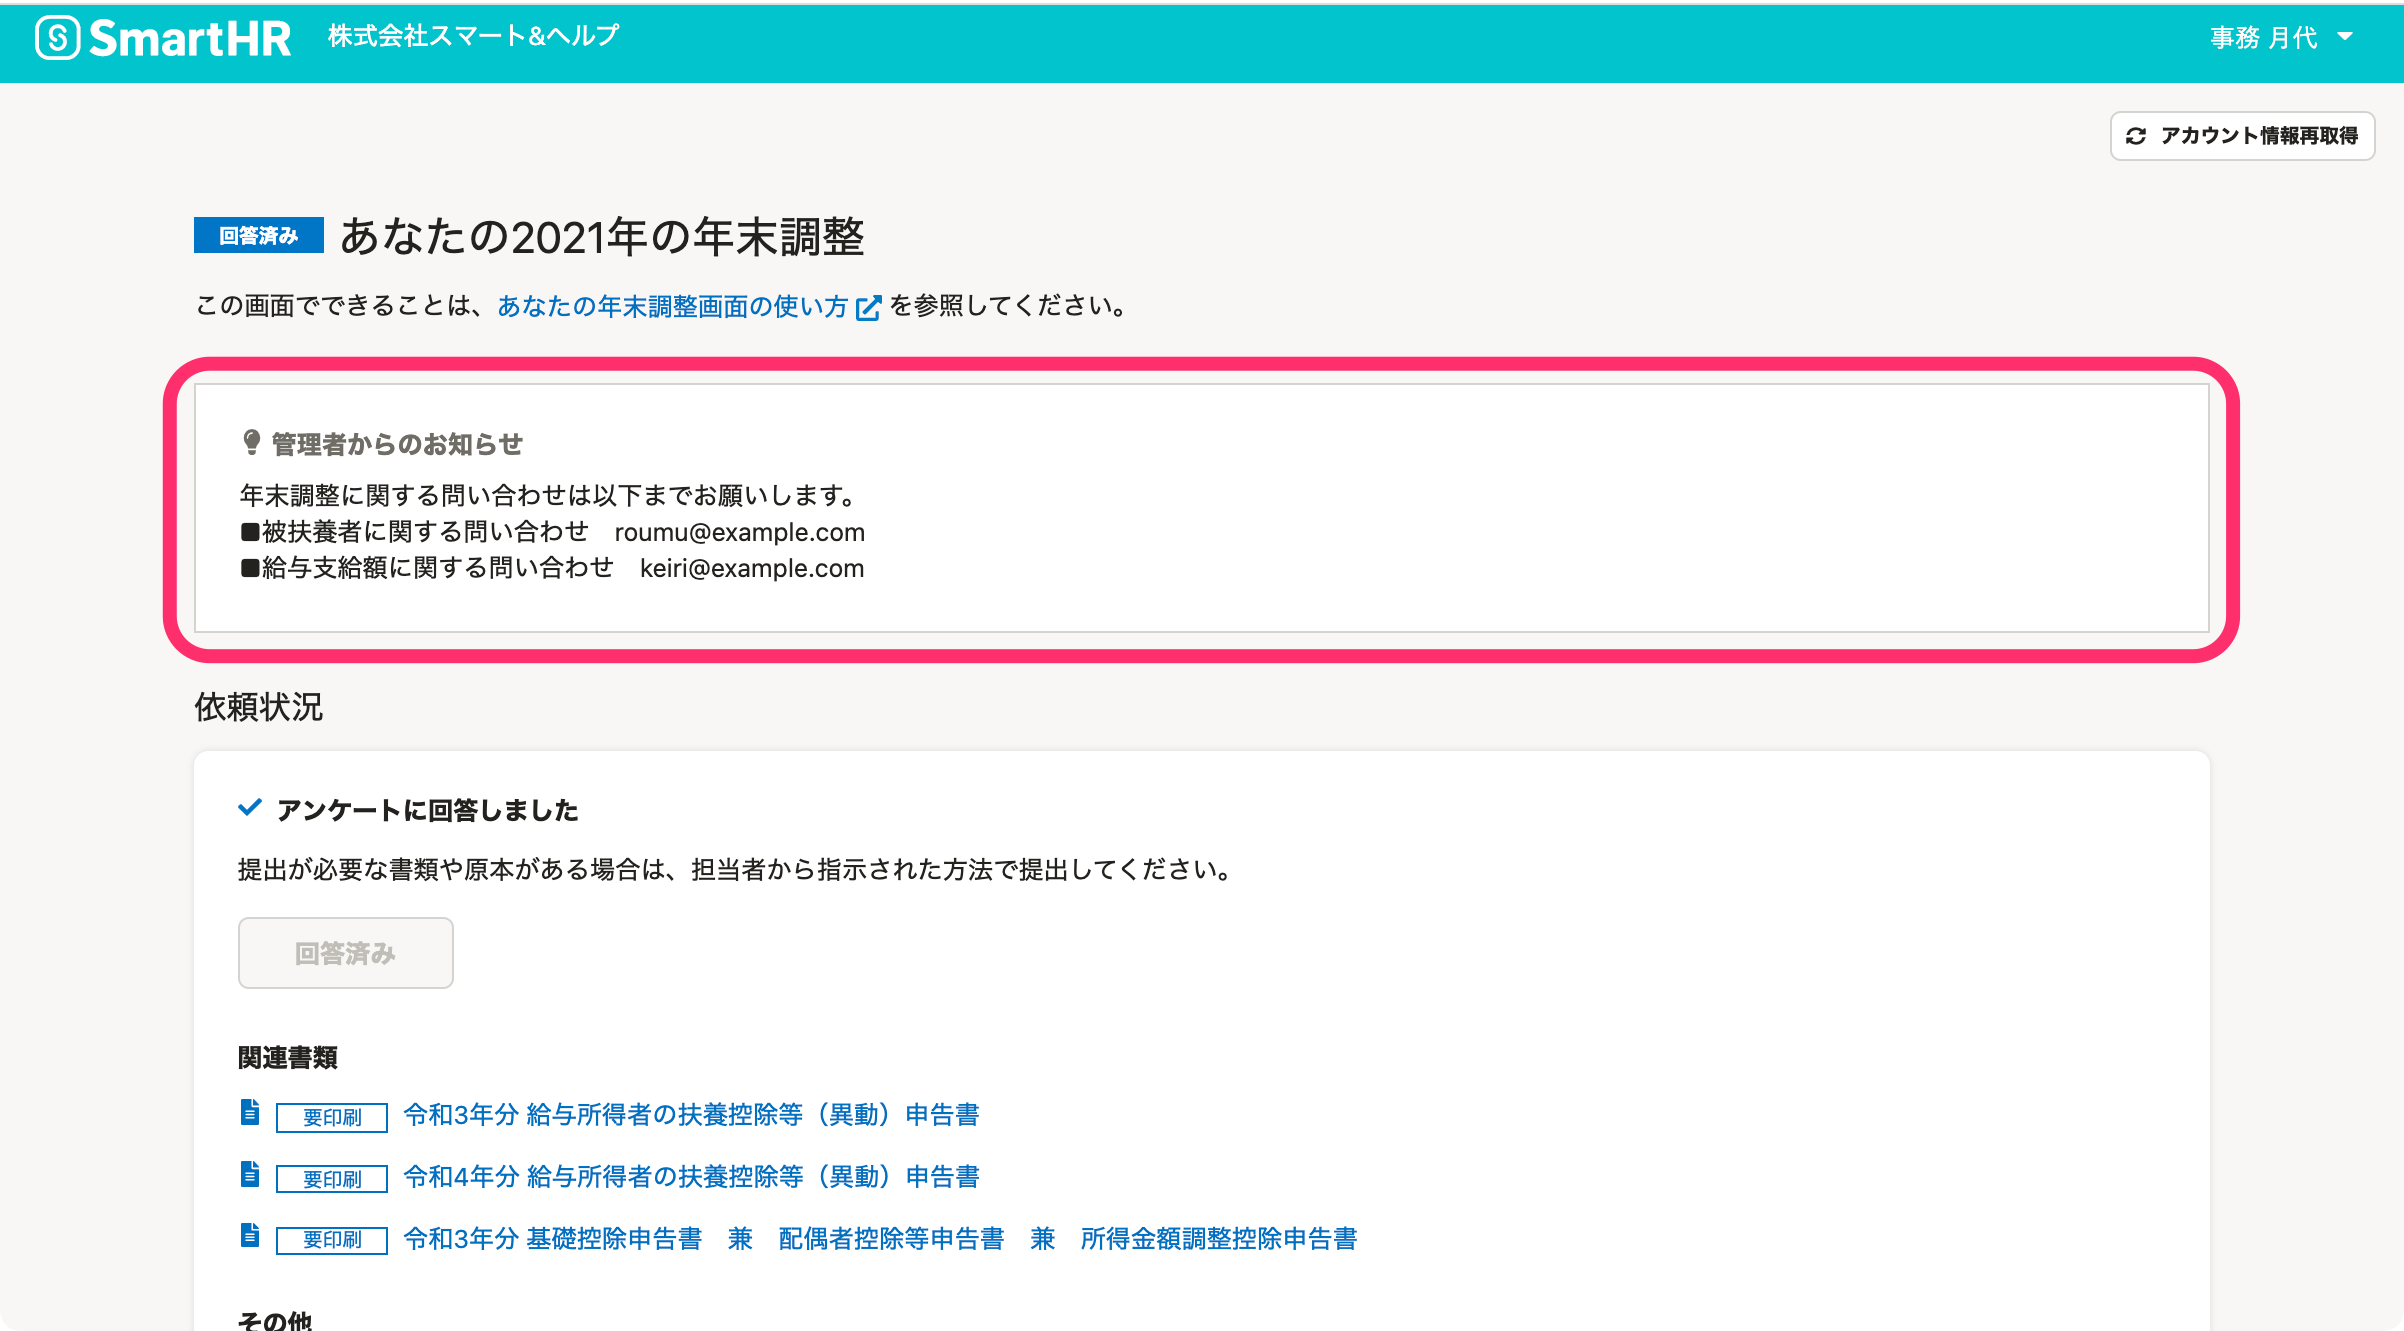 SmartHR 株式会社スマート&ヘルプ 事務 月代
アカウント情報再取得
回答済み あなたの2021年の年末調整
この画面でできることは、あなたの年末調整画面の使い方 を参照してください。
管理者からのお知らせ
年末調整に関する問い合わせは以下までお願いします。
■被扶養者に関する問い合わせ　roumu@example.com
■給与支給額に関する問い合わせ　keiri@example.com
依頼状況
アンケートに回答しました
提出が必要な書類や原本がある場合は、担当者から指示された方法で提出してください。
回答済み
関連書類
要印刷 令和3年分 給与所得者の扶養控除等（異動）申告書
要印刷 令和4年分 給与所得者の扶養控除等（異動）申告書
要印刷 令和3年分 基礎控除申告書　兼　配偶者控除等申告書　兼　所得金額調整控除申告書
その他